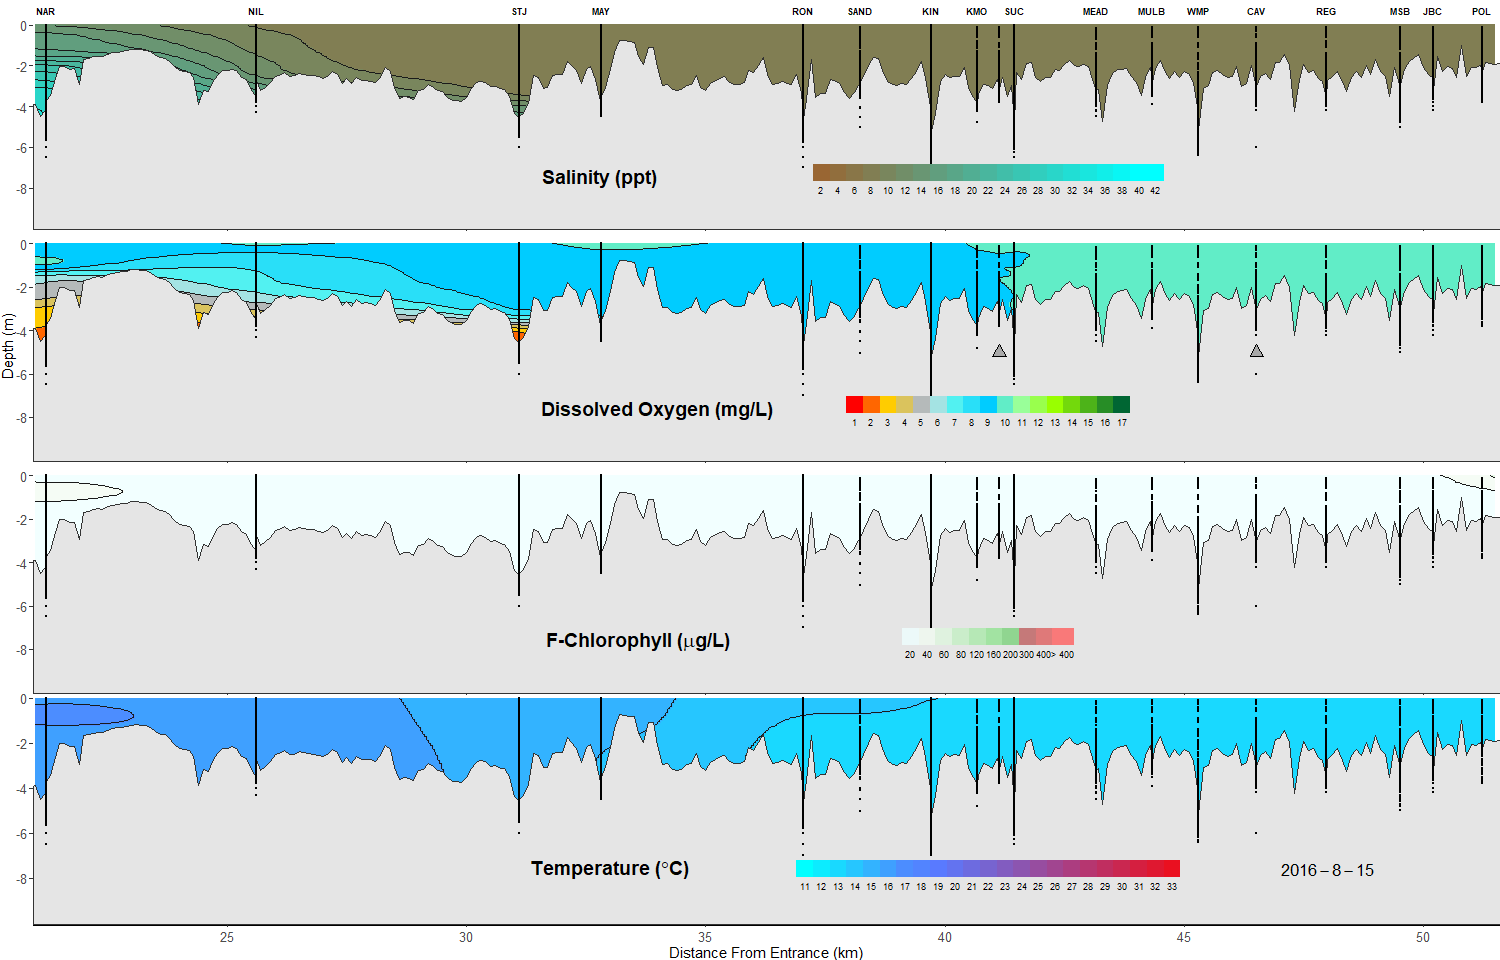 NAR NIL STJ MAY RON SAND KIN KMO SUC MEAD MULB WMP CAV REG MSB JBC POL
0
-2
-4
-6
-8
Salinity (ppt)
2 4 6 8 10 12 14 16 18 20 22 24 26 28 30 32 34 36 38 40 42
0
-2
-4
-6
-8
Dissolved Oxygen (mg/L)
1 2 3 4 5 6 7 8 9 10 11 12 13 14 15 16 17
Depth (m)
0
-2
-4
-6
-8
F-Chlorophyll (μg/L)
20 40 60 80 120 160 200 300 400 > 400
0
-2
-4
-6
-8
Temperature (°C)
11 12 13 14 15 16 17 18 19 20 21 22 23 24 25 26 27 28 29 30 31 32 33
2016 – 8 – 15
25 30 35 40 45 50
Distance From Entrance (km)